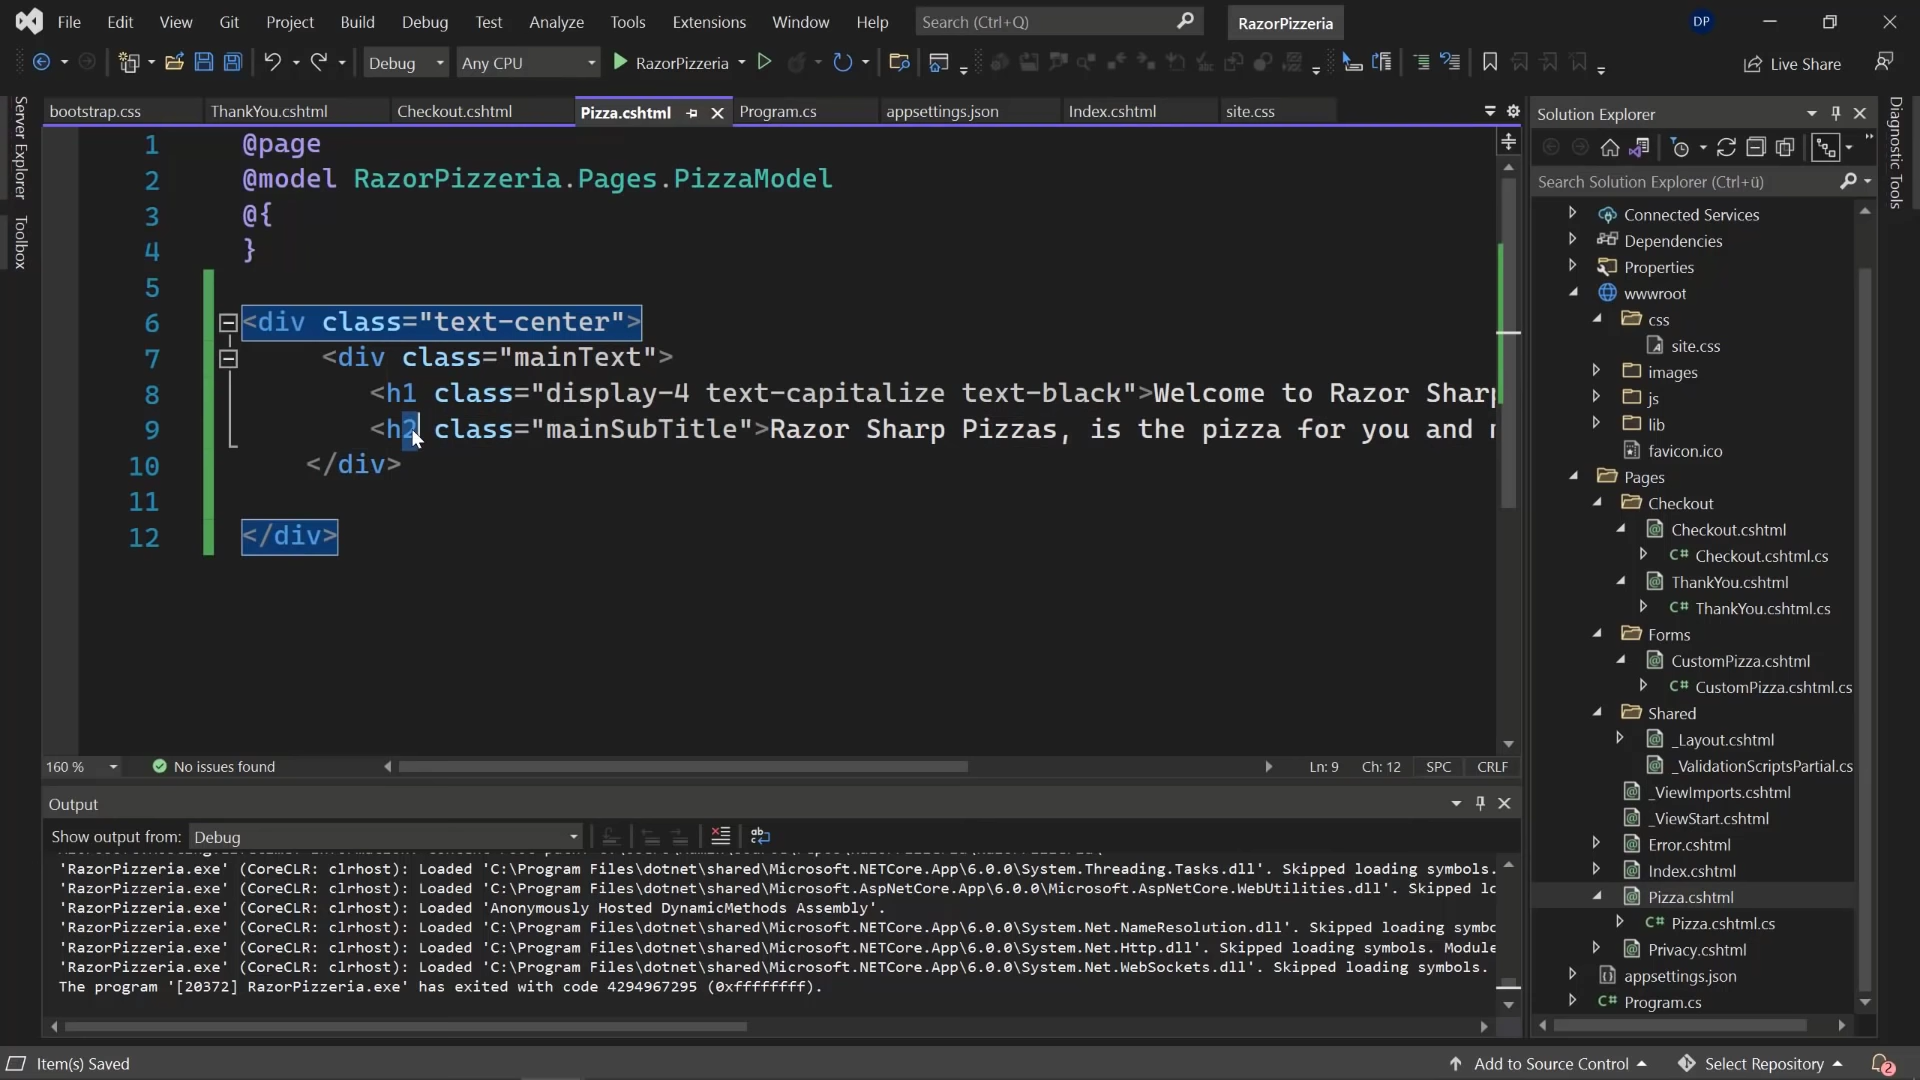 File Edit View Git Project Build Debug Test Analyze Tools Extensions Window Help Search (Ctrl+Q) RazorPizzeria DP
Debug Any CPU RazorPizzeria Live Share
Server Explorer
Toolbox
bootstrap.css ThankYou.cshtml Checkout.cshtml Pizza.cshtml Program.cs appsettings.json Index.cshtml site.css
1 @page
2 @model RazorPizzeria.Pages.PizzaModel
3 @{
4 }
5
6 <div class="text-center">
7 <div class="mainText">
8 <h1 class="display-4 text-capitalize text-black">Welcome to Razor Sharp
9 <h2 class="mainSubTitle">Razor Sharp Pizzas, is the pizza for you and
10 </div>
11
12 </div>
160 % No issues found Ln: 9 Ch: 12 SPC CRLF
Output
Show output from: Debug
'RazorPizzeria.exe' (CoreCLR: clrhost): Loaded 'C:\Program Files\dotnet\shared\Microsoft.NETCore.App\6.0.0\System.Threading.Tasks.dll'. Skipped loading symbols.
'RazorPizzeria.exe' (CoreCLR: clrhost): Loaded 'C:\Program Files\dotnet\shared\Microsoft.AspNetCore.App\6.0.0\Microsoft.AspNetCore.WebUtilities.dll'. Skipped lo
'RazorPizzeria.exe' (CoreCLR: clrhost): Loaded 'Anonymously Hosted DynamicMethods Assembly'.
'RazorPizzeria.exe' (CoreCLR: clrhost): Loaded 'C:\Program Files\dotnet\shared\Microsoft.NETCore.App\6.0.0\System.Net.NameResolution.dll'. Skipped loading symbo
'RazorPizzeria.exe' (CoreCLR: clrhost): Loaded 'C:\Program Files\dotnet\shared\Microsoft.NETCore.App\6.0.0\System.Net.Http.dll'. Skipped loading symbols. Module
'RazorPizzeria.exe' (CoreCLR: clrhost): Loaded 'C:\Program Files\dotnet\shared\Microsoft.NETCore.App\6.0.0\System.Net.WebSockets.dll'. Skipped loading symbols.
The program '[20372] RazorPizzeria.exe' has exited with code 4294967295 (0xffffffff).
Solution Explorer
Search Solution Explorer (Ctrl+ü)
Connected Services
Dependencies
Properties
wwwroot
css
site.css
images
js
lib
favicon.ico
Pages
Checkout
Checkout.cshtml
C# Checkout.cshtml.cs
ThankYou.cshtml
C# ThankYou.cshtml.cs
Forms
CustomPizza.cshtml
C# CustomPizza.cshtml.cs
Shared
_Layout.cshtml
_ValidationScriptsPartial.cs
_ViewImports.cshtml
_ViewStart.cshtml
Error.cshtml
Index.cshtml
Pizza.cshtml
C# Pizza.cshtml.cs
Privacy.cshtml
appsettings.json
C# Program.cs
Diagnostic Tools
Item(s) Saved Add to Source Control Select Repository 2